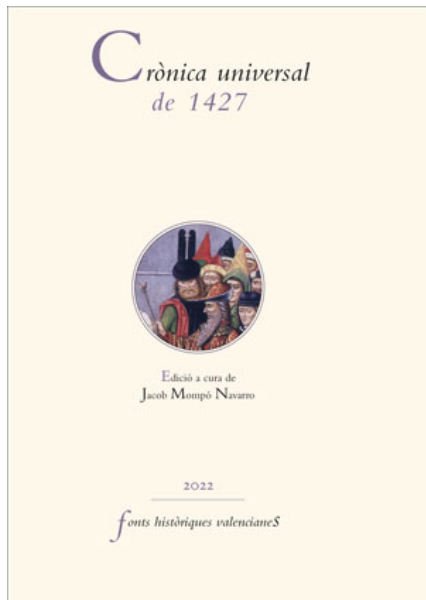 Crònica universal
de 1427
Edició a cura de
Jacob Mompó Navarro
2022
fonts històriques valencianes